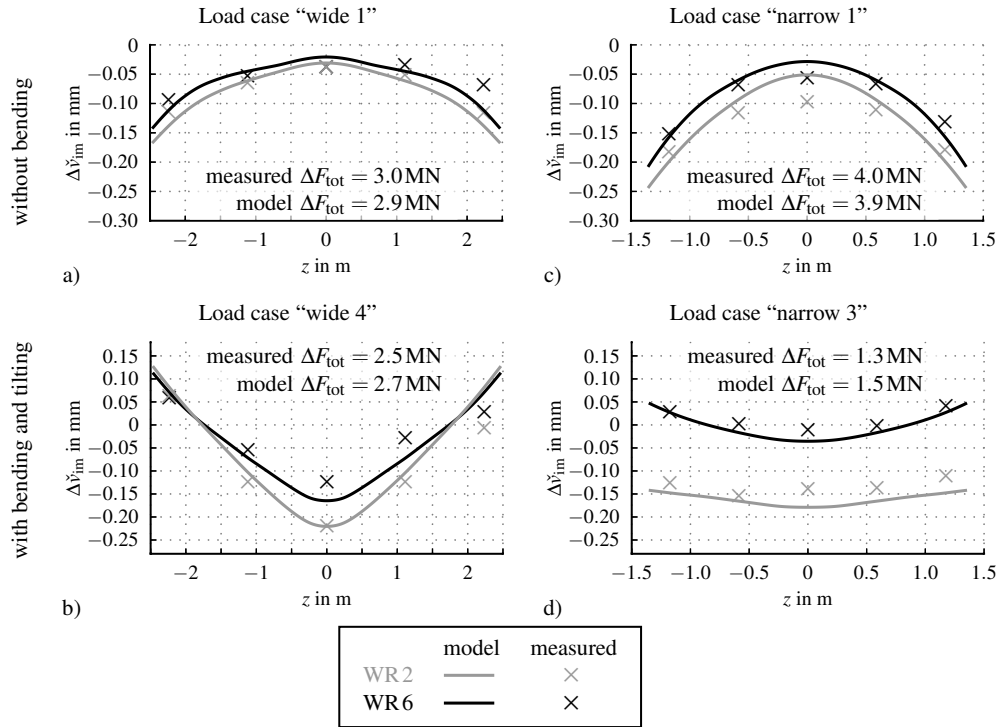 Load case “wide 1”
without bending
Δv̌im in mm
0
−0.05
−0.10
−0.15
−0.20
−0.25
−0.30
measured ΔFtot = 3.0 MN
model ΔFtot = 2.9 MN
−2 −1 0 1 2
z in m
a)
Load case “narrow 1”
Δv̌im in mm
0
−0.05
−0.10
−0.15
−0.20
−0.25
−0.30
measured ΔFtot = 4.0 MN
model ΔFtot = 3.9 MN
−1.5 −1.0 −0.5 0 0.5 1.0 1.5
z in m
c)
Load case “wide 4”
with bending and tilting
Δv̌im in mm
0.15
0.10
0.05
0
−0.05
−0.10
−0.15
−0.20
−0.25
measured ΔFtot = 2.5 MN
model ΔFtot = 2.7 MN
−2 −1 0 1 2
z in m
b)
Load case “narrow 3”
Δv̌im in mm
0.15
0.10
0.05
0
−0.05
−0.10
−0.15
−0.20
−0.25
measured ΔFtot = 1.3 MN
model ΔFtot = 1.5 MN
−1.5 −1.0 −0.5 0 0.5 1.0 1.5
z in m
d)
model measured
WR 2
WR 6